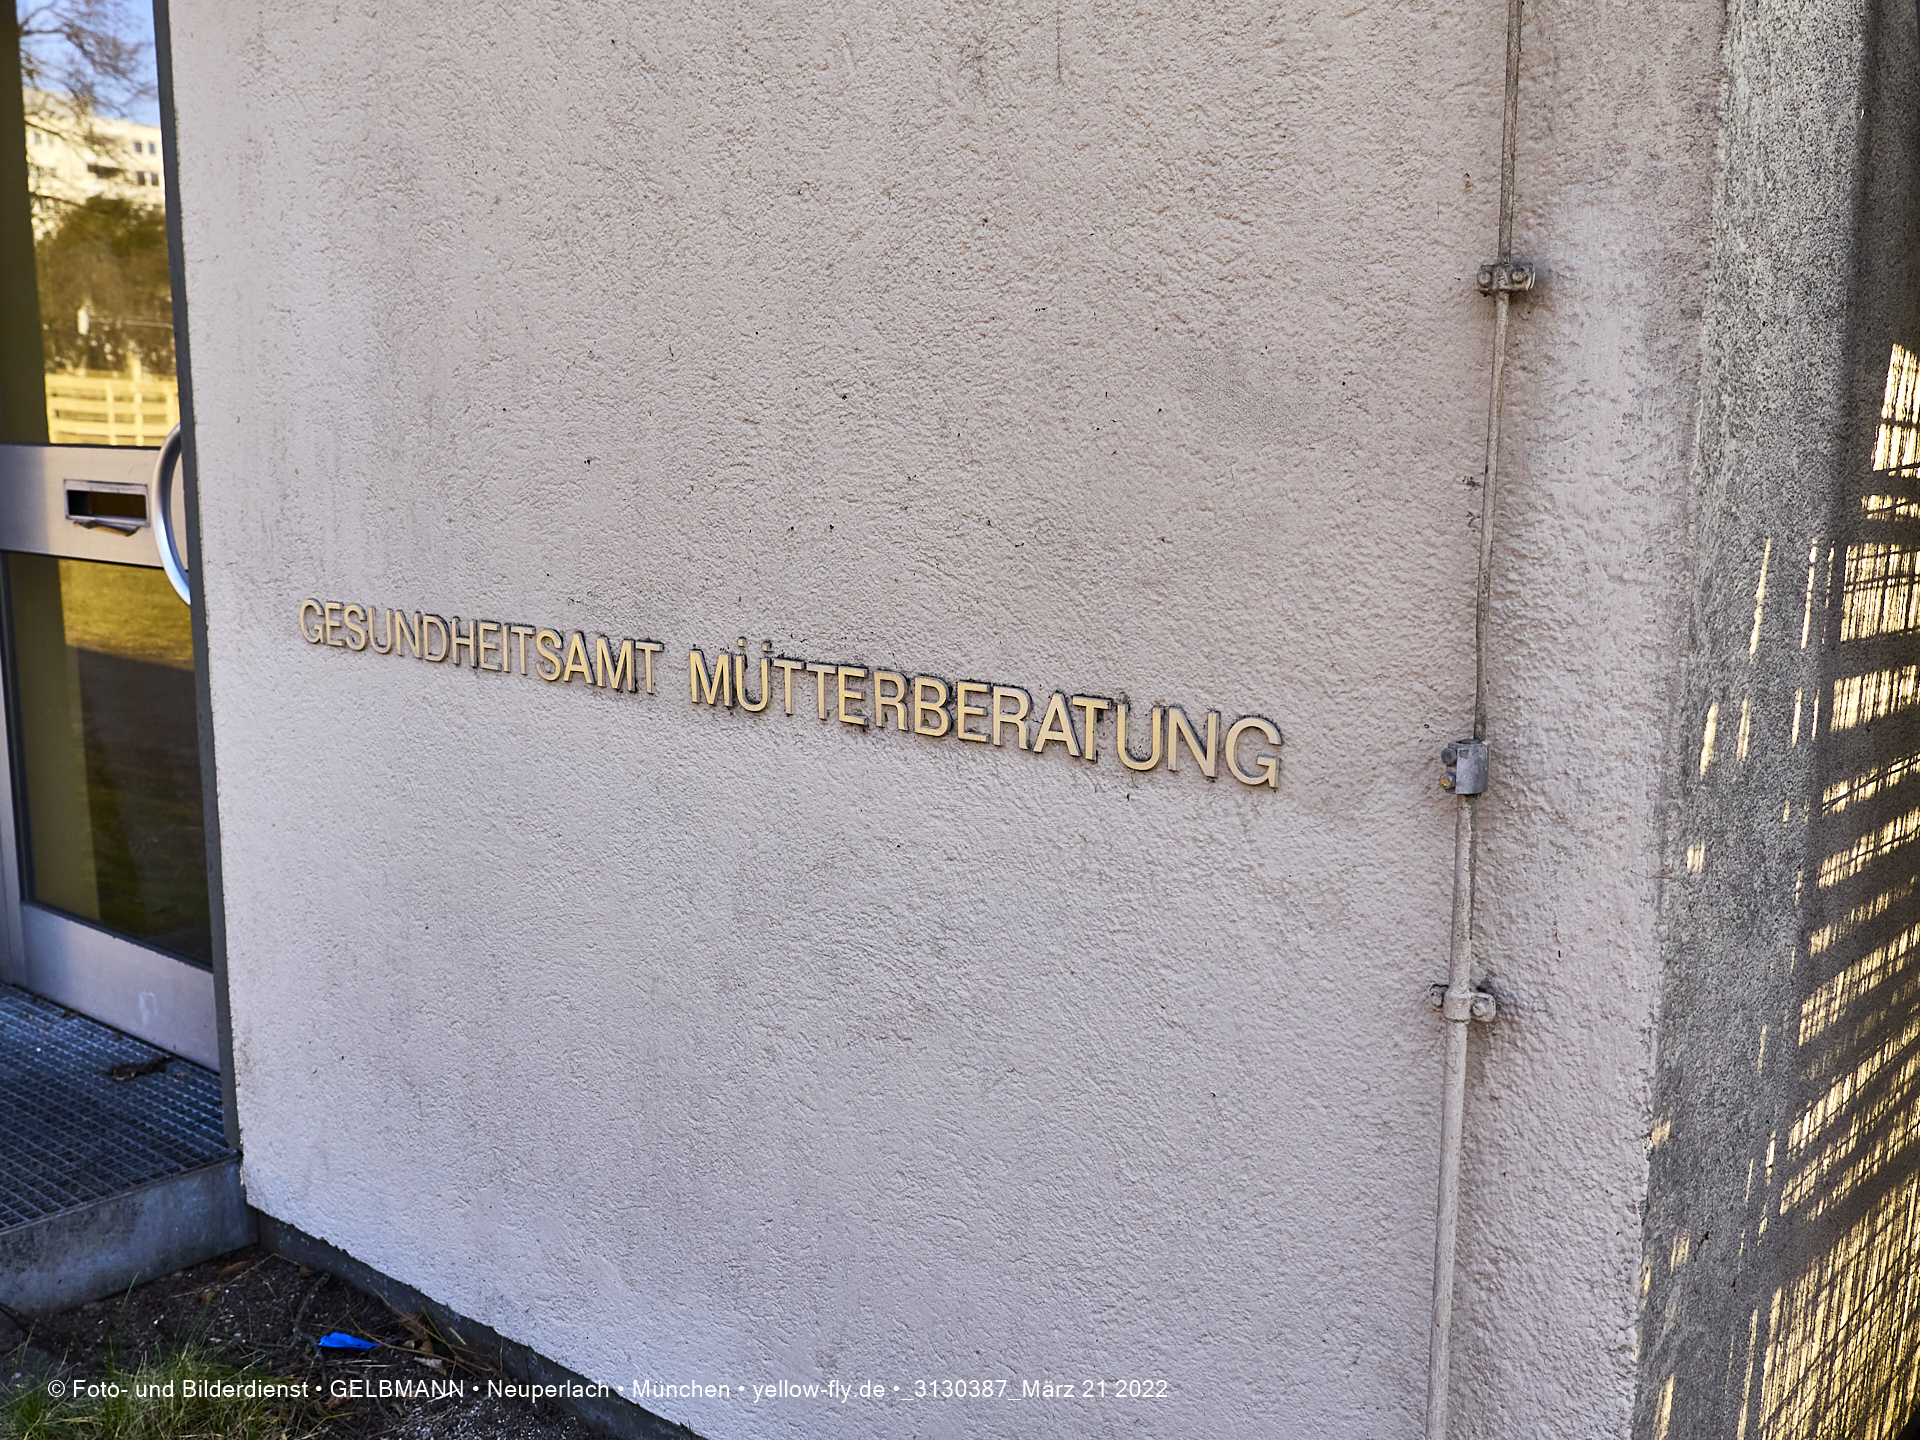 GESUNDHEITSAMT MÜTTERBERATUNG
© Foto- und Bilderdienst • GELBMANN • Neuperlach • München • yellow-fly.de • _3130387_März 21 2022